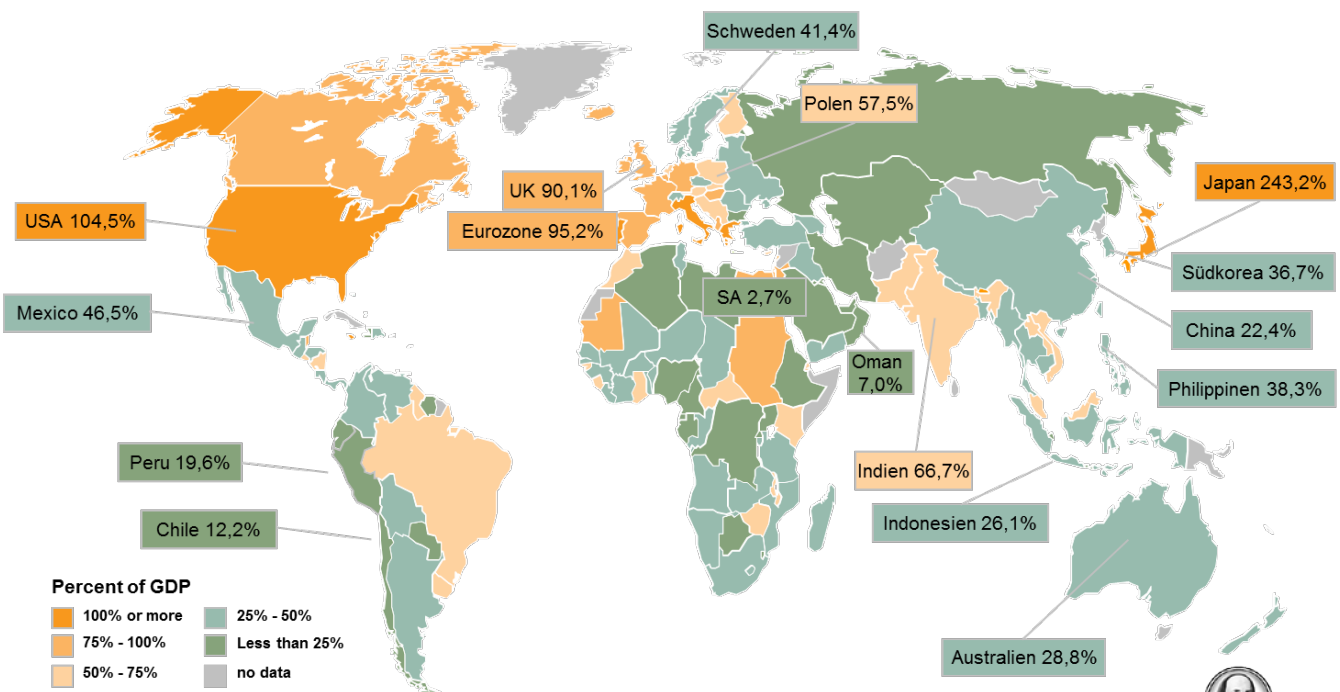 Schweden 41,4%
Polen 57,5%
Japan 243,2%
UK 90,1%
USA 104,5%
Eurozone 95,2%
Südkorea 36,7%
SA 2,7%
Mexico 46,5%
China 22,4%
Oman
7,0%
Philippinen 38,3%
Peru 19,6%
Indien 66,7%
Chile 12,2%
Indonesien 26,1%
Percent of GDP
100% or more
25% - 50%
75% - 100%
Less than 25%
50% - 75%
no data
Australien 28,8%